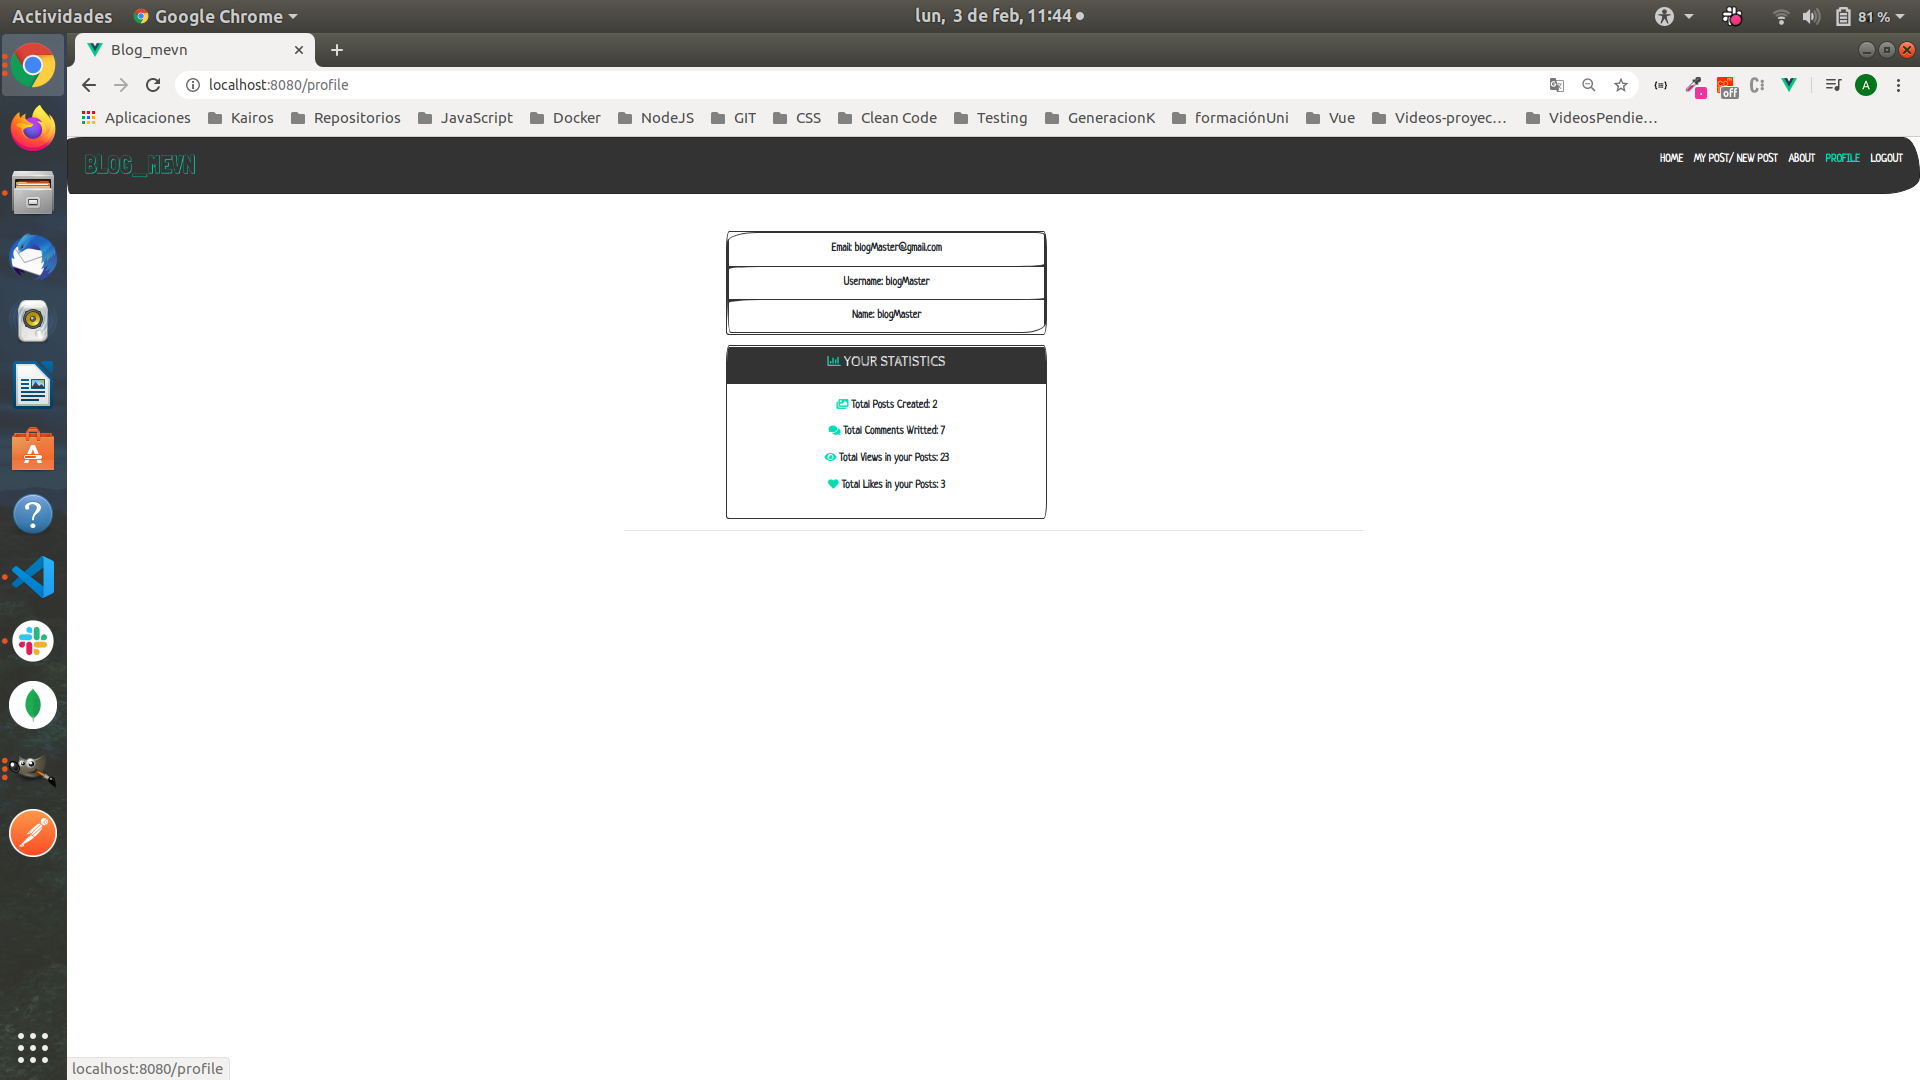 Actividades Google Chrome lun, 3 de feb, 11:44 81 %
Blog_mevn
localhost:8080/profile off A
Aplicaciones Kairos Repositorios JavaScript Docker NodeJS GIT CSS Clean Code Testing GeneracionK formaciónUni Vue Videos-proyec... VideosPendie...
BLOG_MEVN HOME MY POST/ NEW POST ABOUT PROFILE LOGOUT
Email: blogMaster@gmail.com
Username: blogMaster
Name: blogMaster
YOUR STATISTICS
Total Posts Created: 2
Total Comments Writted: 7
Total Views in your Posts: 23
Total Likes in your Posts: 3
localhost:8080/profile